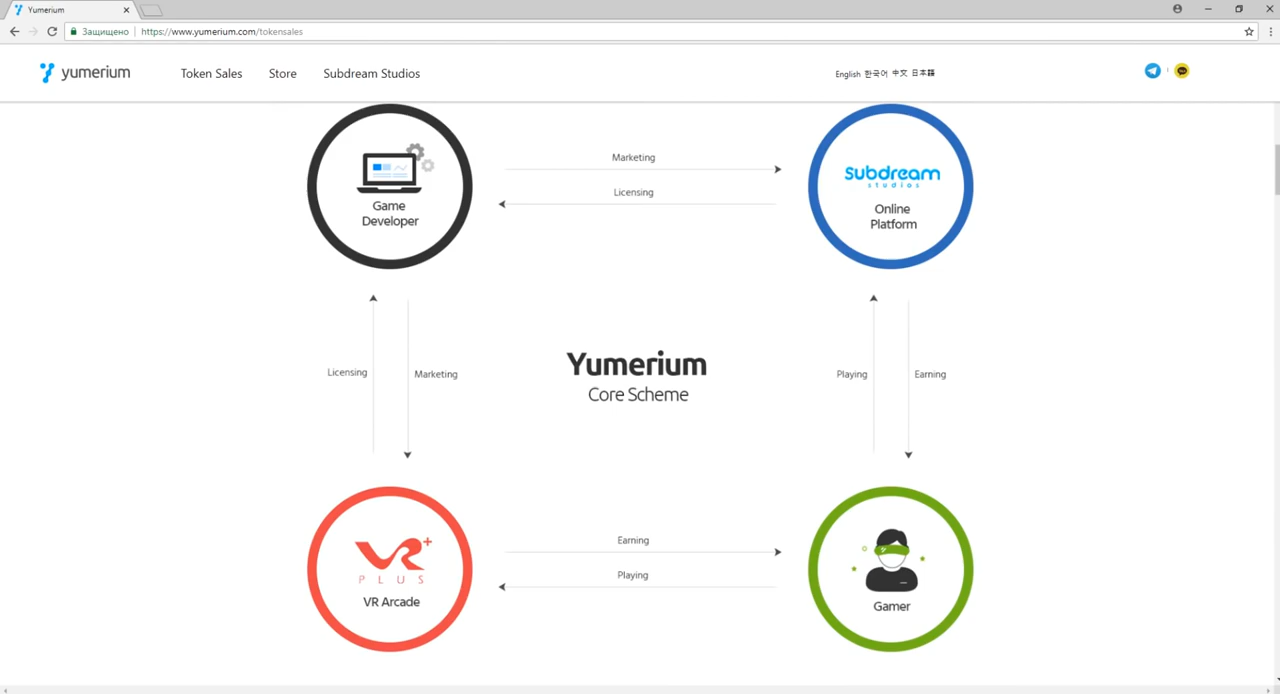 Yumerium
Защищено
https://www.yumerium.com/tokensales
yumerium
Token Sales
Store
Subdream Studios
English 한국어 中文 日本語
Game
Developer
Marketing
Licensing
subdream
studios
Online
Platform
Licensing
Marketing
Yumerium
Core Scheme
Playing
Earning
VR+
PLUS
VR Arcade
Earning
Playing
Gamer